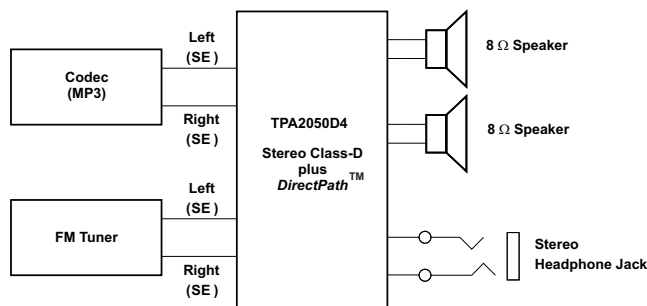 Left
(SE )
Codec
(MP3)
Right
(SE )
Left
(SE )
FM Tuner
Right
(SE )
TPA2050D4
Stereo Class-D
plus
DirectPath™
8 Ω Speaker
8 Ω Speaker
Stereo
Headphone Jack